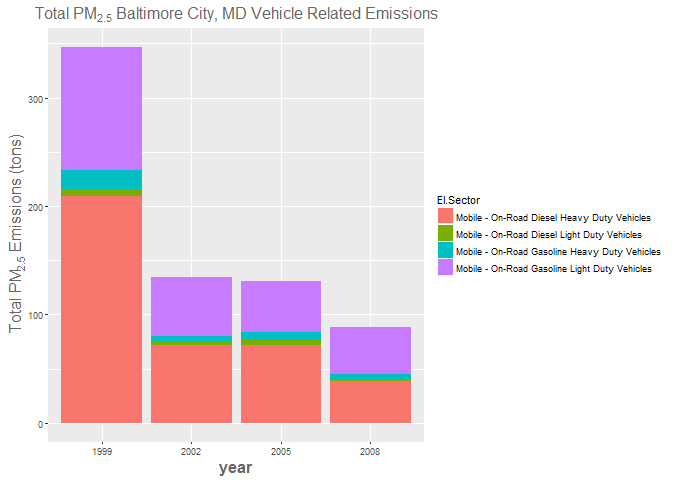 Total PM2.5 Baltimore City, MD Vehicle Related Emissions
Total PM2.5 Emissions (tons)
300
200
100
0
1999
2002
2005
2008
year
EI.Sector
Mobile - On-Road Diesel Heavy Duty Vehicles
Mobile - On-Road Diesel Light Duty Vehicles
Mobile - On-Road Gasoline Heavy Duty Vehicles
Mobile - On-Road Gasoline Light Duty Vehicles